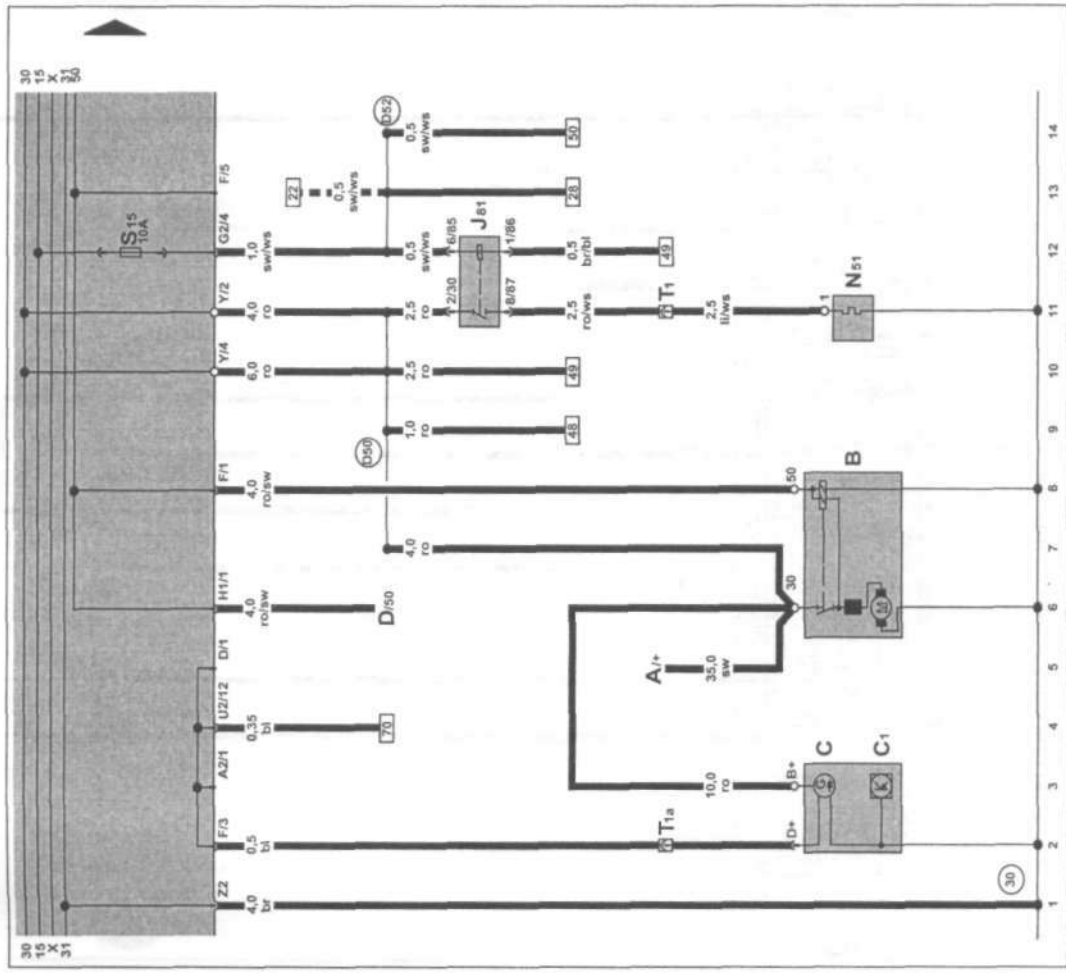 30
15
X
31
30
15
X
31
50
S15
10A
Z2
F/3
A2/1
U2/12
D/1
H1/1
F/1
Y/4
Y/2
G2/4
F/5
4,0
br
0,5
bl
0,35
bl
4,0
ro/sw
4,0
ro/sw
6,0
ro
4,0
ro
1,0
sw/ws
22
0,5
sw/ws
70
D/50
D50
D52
4,0
ro
1,0
ro
2,5
ro
2,5
ro
0,5
sw/ws
0,5
sw/ws
2/30
6/85
J81
8/87
1/86
48
49
2,5
ro/ws
0,5
br/bl
28
50
49
T1a
A/+
35,0
sw
10,0
ro
T1
2,5
li/ws
D+
B+
30
50
1
C
G
C1
K
B
M
N51
30
1
2
3
4
5
6
7
8
9
10
11
12
13
14